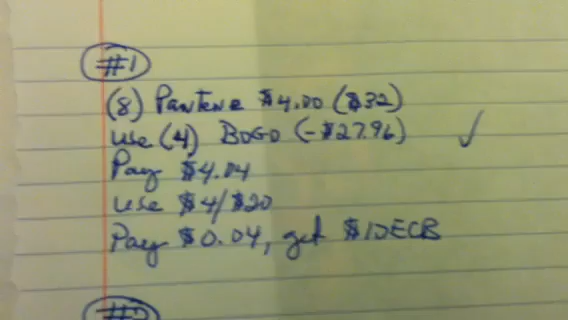 #1
(8) Pantene $4.00 ($32)
use (4) BOGO (-$27.96)
Pay $4.04
use $4/$20
Pay $0.04, get $10ECB
#2